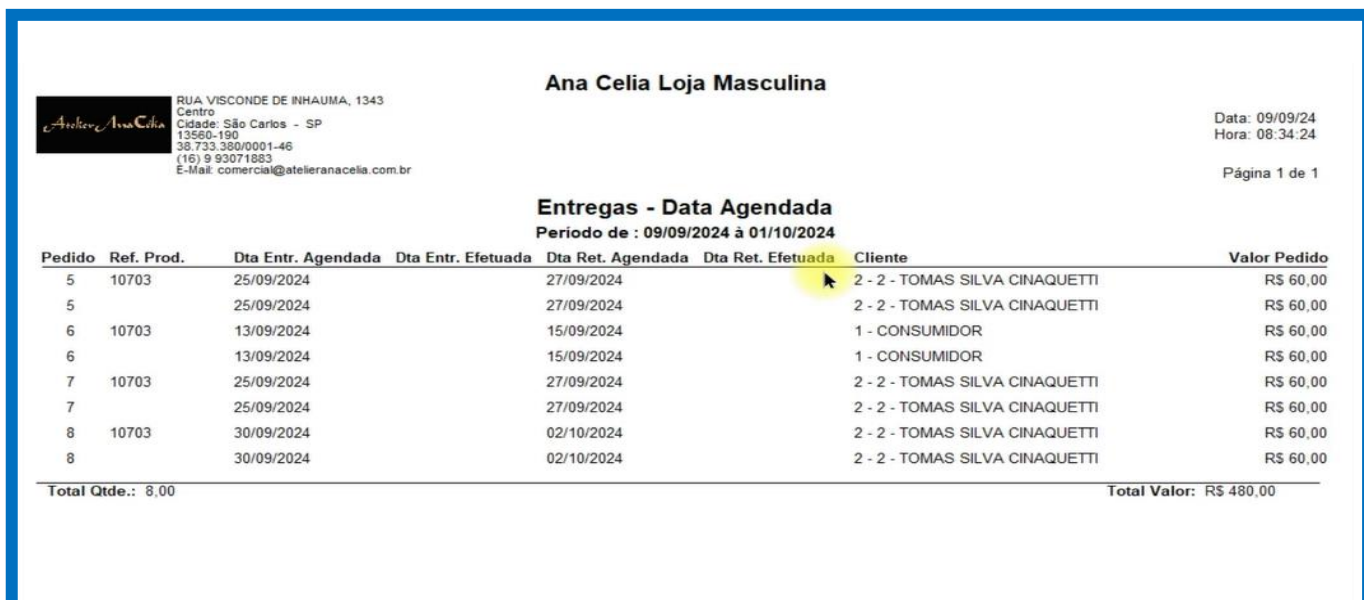 Ana Celia Loja Masculina
Atelier Ana Célia
RUA VISCONDE DE INHAUMA, 1343
Centro
Cidade: São Carlos - SP
13560-190
38.733.380/0001-46
(16) 9 93071883
E-Mail: comercial@atelieranacelia.com.br
Data: 09/09/24
Hora: 08:34:24
Página 1 de 1
Entregas - Data Agendada
Período de : 09/09/2024 à 01/10/2024
Pedido Ref. Prod. Dta Entr. Agendada Dta Entr. Efetuada Dta Ret. Agendada Dta Ret. Efetuada Cliente Valor Pedido
5 10703 25/09/2024 27/09/2024 2 - 2 - TOMAS SILVA CINAQUETTI R$ 60,00
5 25/09/2024 27/09/2024 2 - 2 - TOMAS SILVA CINAQUETTI R$ 60,00
6 10703 13/09/2024 15/09/2024 1 - CONSUMIDOR R$ 60,00
6 13/09/2024 15/09/2024 1 - CONSUMIDOR R$ 60,00
7 10703 25/09/2024 27/09/2024 2 - 2 - TOMAS SILVA CINAQUETTI R$ 60,00
7 25/09/2024 27/09/2024 2 - 2 - TOMAS SILVA CINAQUETTI R$ 60,00
8 10703 30/09/2024 02/10/2024 2 - 2 - TOMAS SILVA CINAQUETTI R$ 60,00
8 30/09/2024 02/10/2024 2 - 2 - TOMAS SILVA CINAQUETTI R$ 60,00
Total Qtde.: 8,00 Total Valor: R$ 480,00